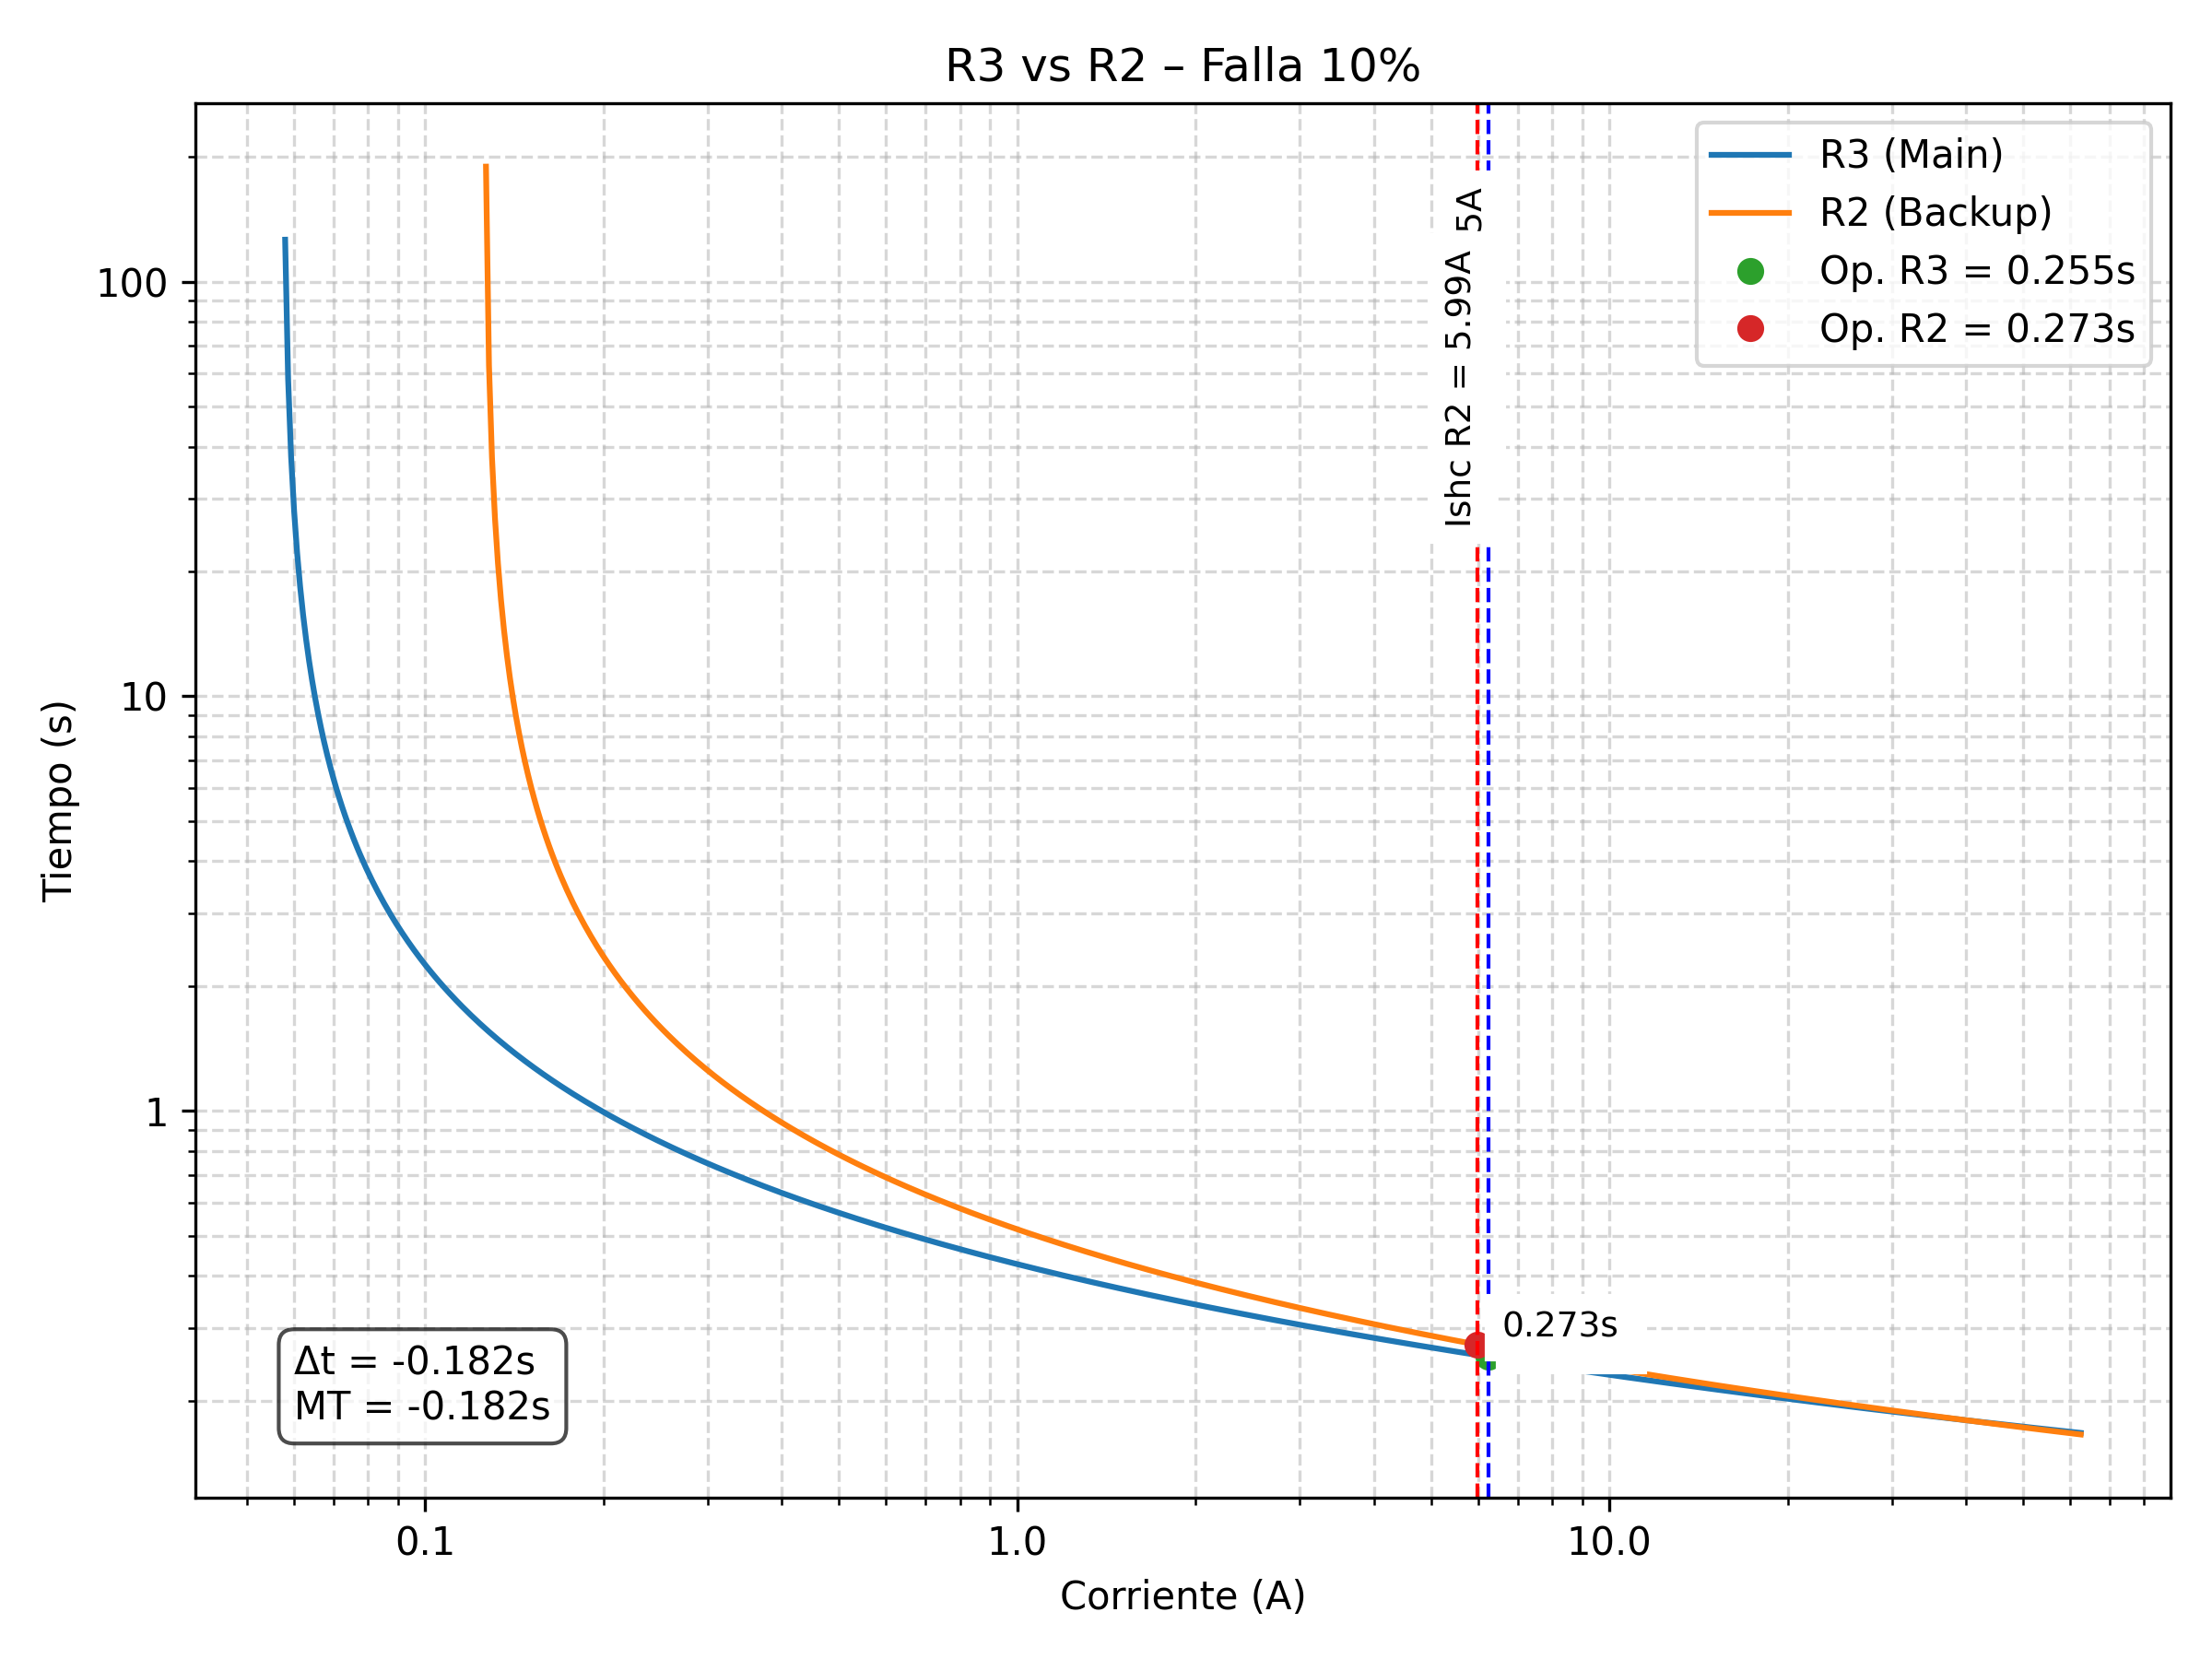 R3 vs R2 – Falla 10%
R3 (Main)
R2 (Backup)
Op. R3 = 0.255s
Op. R2 = 0.273s
5A
Ishc R2 = 5.99A
100
10
1
Tiempo (s)
0.273s
Δt = -0.182s
MT = -0.182s
0.1
1.0
10.0
Corriente (A)